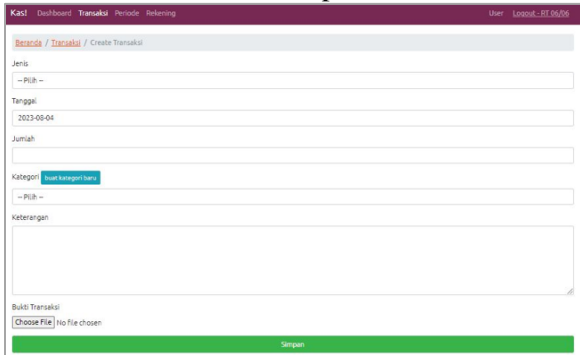 Kas! Dashboard Transaksi Periode Rekening User Logout - RT 06/06
Beranda / Transaksi / Create Transaksi
Jenis
-- Pilih --
Tanggal
2023-08-04
Jumlah
Kategori buat kategori baru
-- Pilih --
Keterangan
Bukti Transaksi
Choose File No file chosen
Simpan